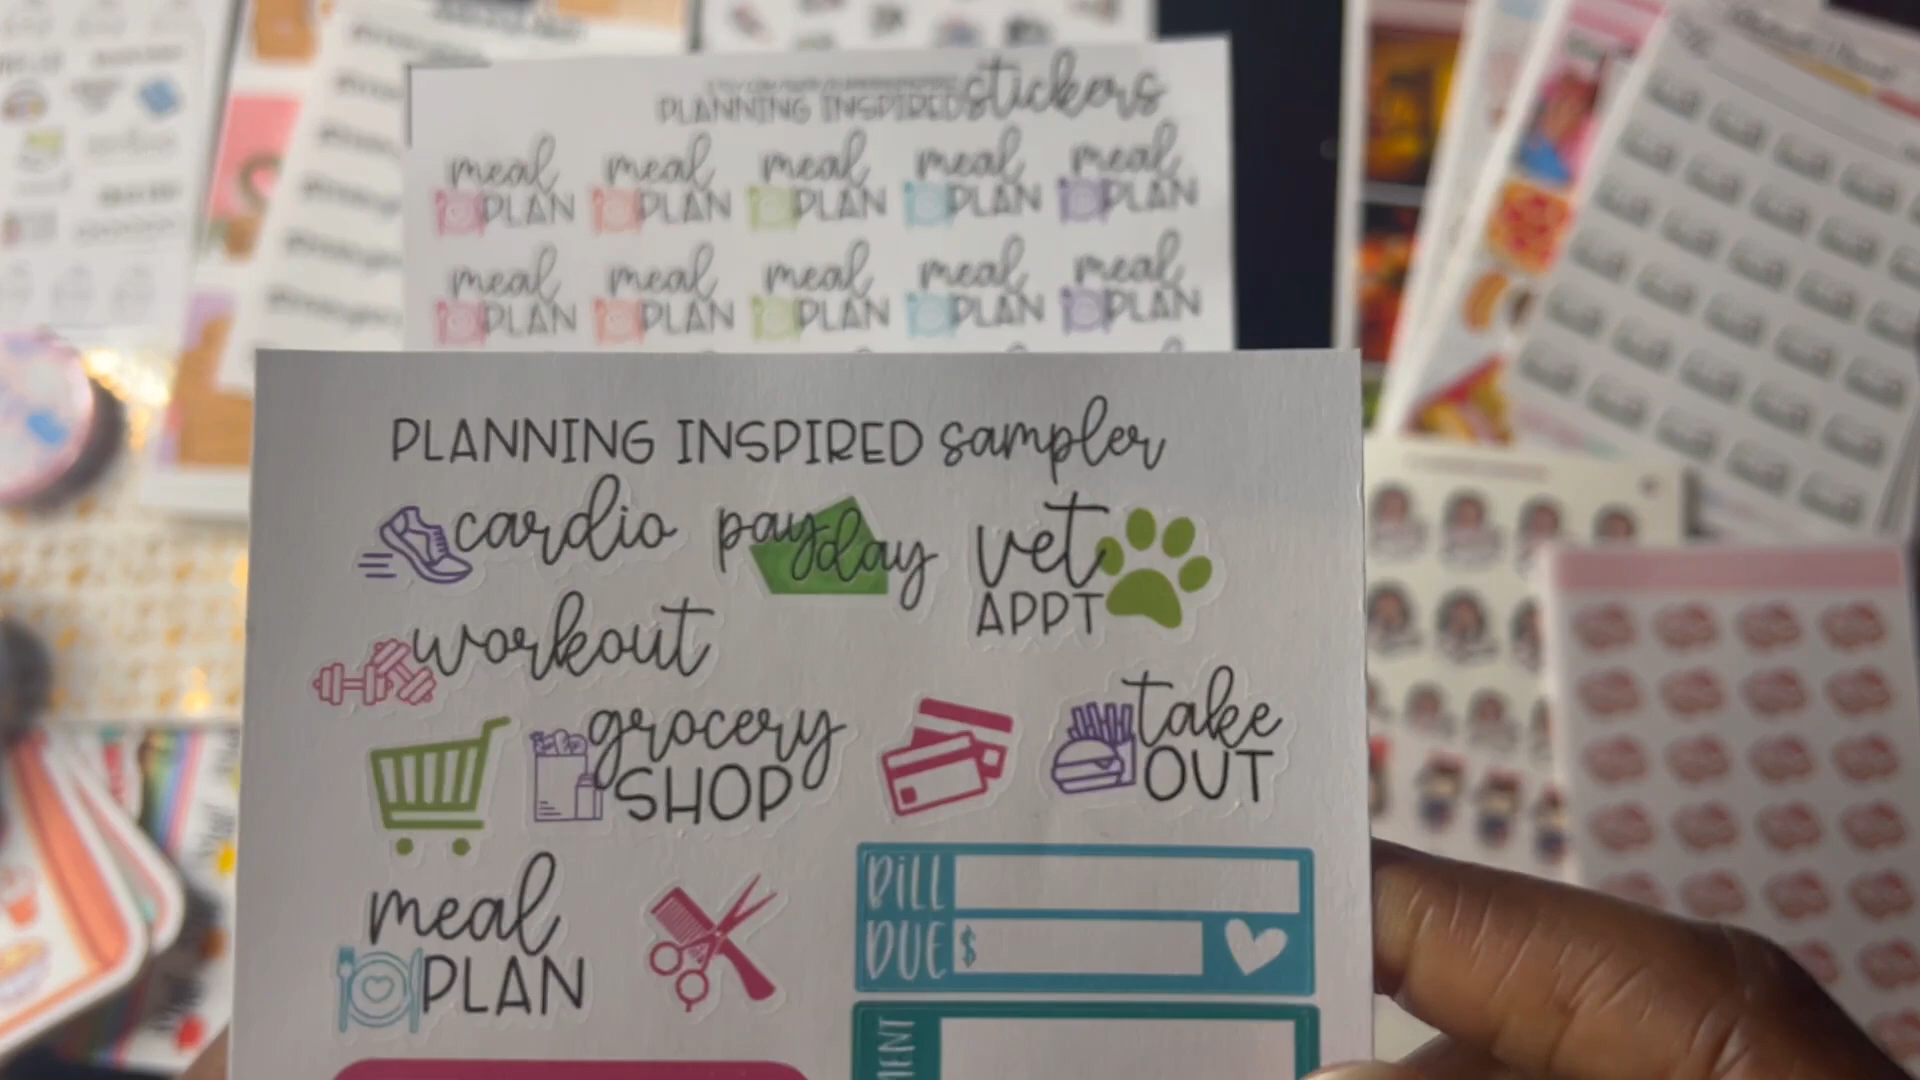 PLANNING INSPIRED stickers
meal meal meal meal meal
PLAN PLAN PLAN PLAN PLAN
meal meal meal meal meal
PLAN PLAN PLAN PLAN PLAN
PLANNING INSPIRED sampler
cardio payday vet
APPT
workout
grocery
SHOP
take
OUT
meal
PLAN
BILL
DUE $